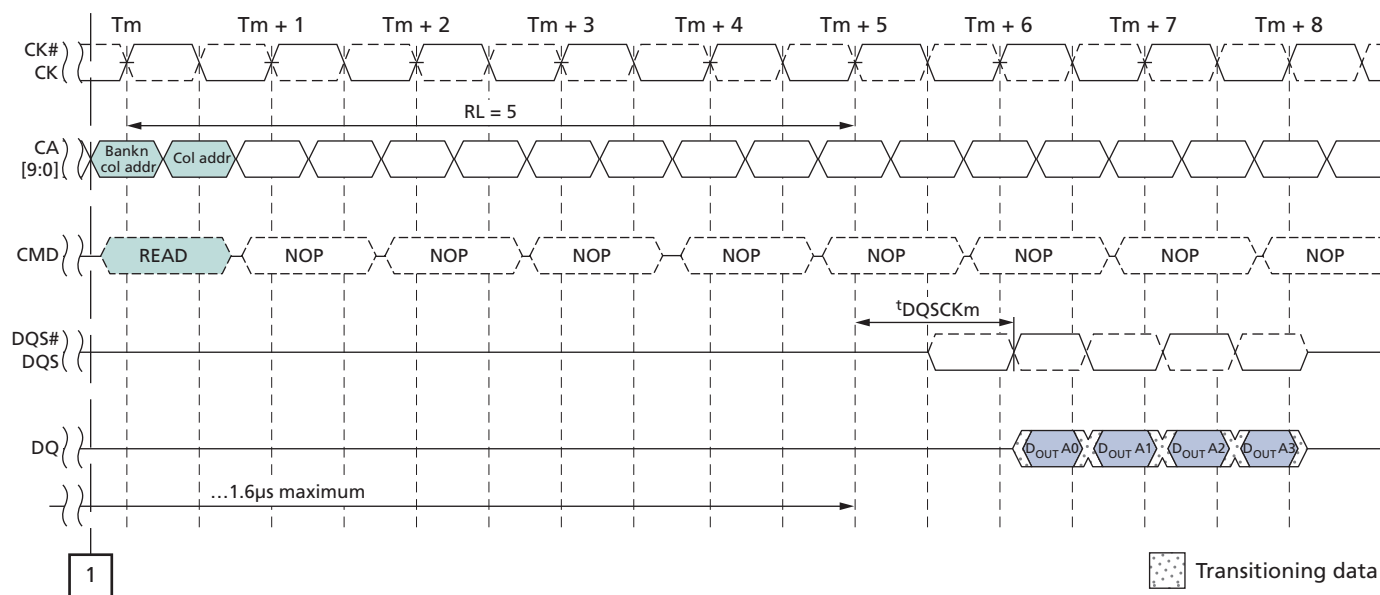 Tm Tm + 1 Tm + 2 Tm + 3 Tm + 4 Tm + 5 Tm + 6 Tm + 7 Tm + 8
CK#
CK
RL = 5
CA
[9:0]
Bankn
col addr
Col addr
CMD READ NOP NOP NOP NOP NOP NOP NOP NOP
tDQSCKm
DQS#
DQS
DQ DOUT A0 DOUT A1 DOUT A2 DOUT A3
…1.6µs maximum
1
Transitioning data